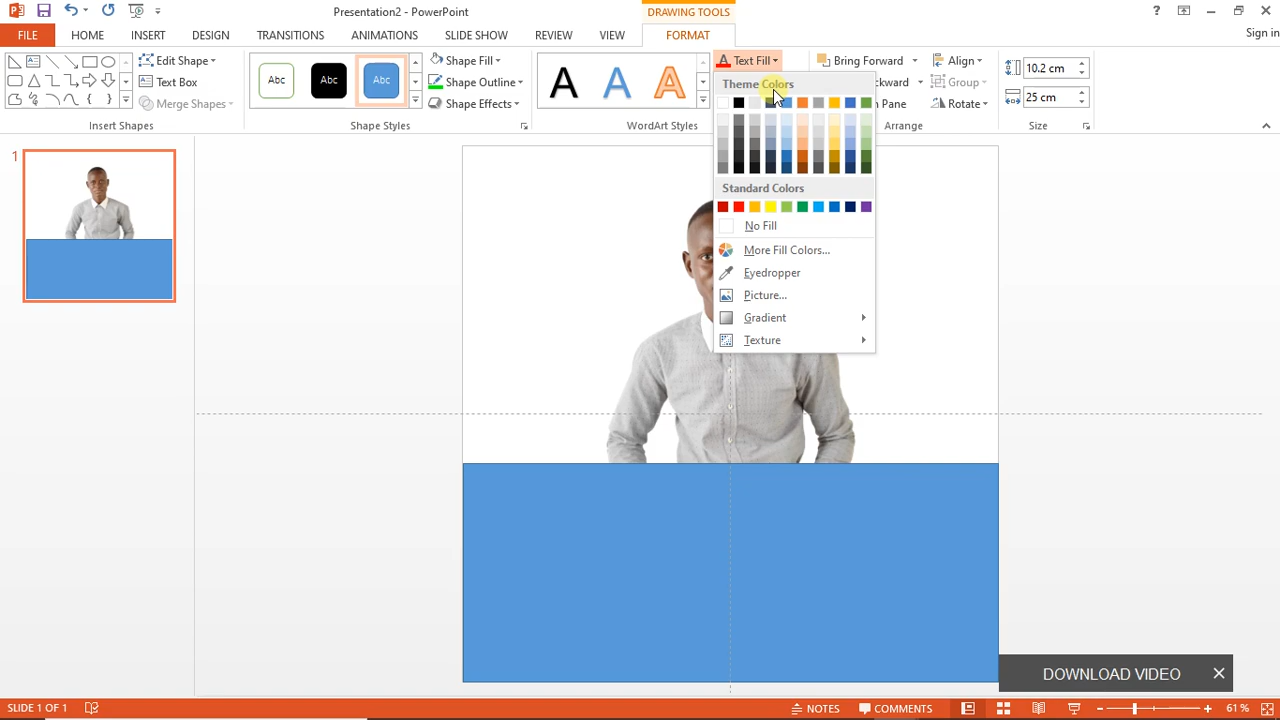 Presentation2 - PowerPoint
DRAWING TOOLS
?
FILE
HOME
INSERT
DESIGN
TRANSITIONS
ANIMATIONS
SLIDE SHOW
REVIEW
VIEW
FORMAT
Sign in
Edit Shape
Text Box
Merge Shapes
Insert Shapes
Abc
Abc
Abc
Shape Fill
Shape Outline
Shape Effects
Shape Styles
A
A
A
WordArt Styles
A Text Fill
Bring Forward
ckward
n Pane
Align
Group
Rotate
Arrange
10.2 cm
25 cm
Size
Theme Colors
Standard Colors
No Fill
More Fill Colors...
Eyedropper
Picture...
Gradient
Texture
1
DOWNLOAD VIDEO
SLIDE 1 OF 1
NOTES
COMMENTS
61 %